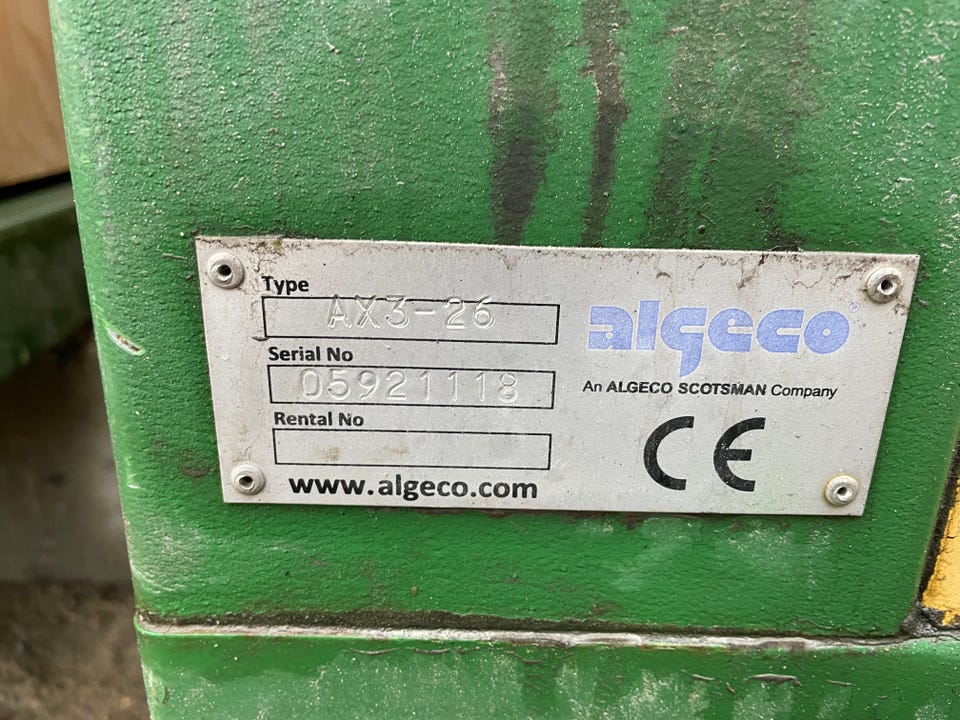 Type
AX3-26
Serial No
05921118
Rental No
www.algeco.com
algeco®
An ALGECO SCOTSMAN Company
CE